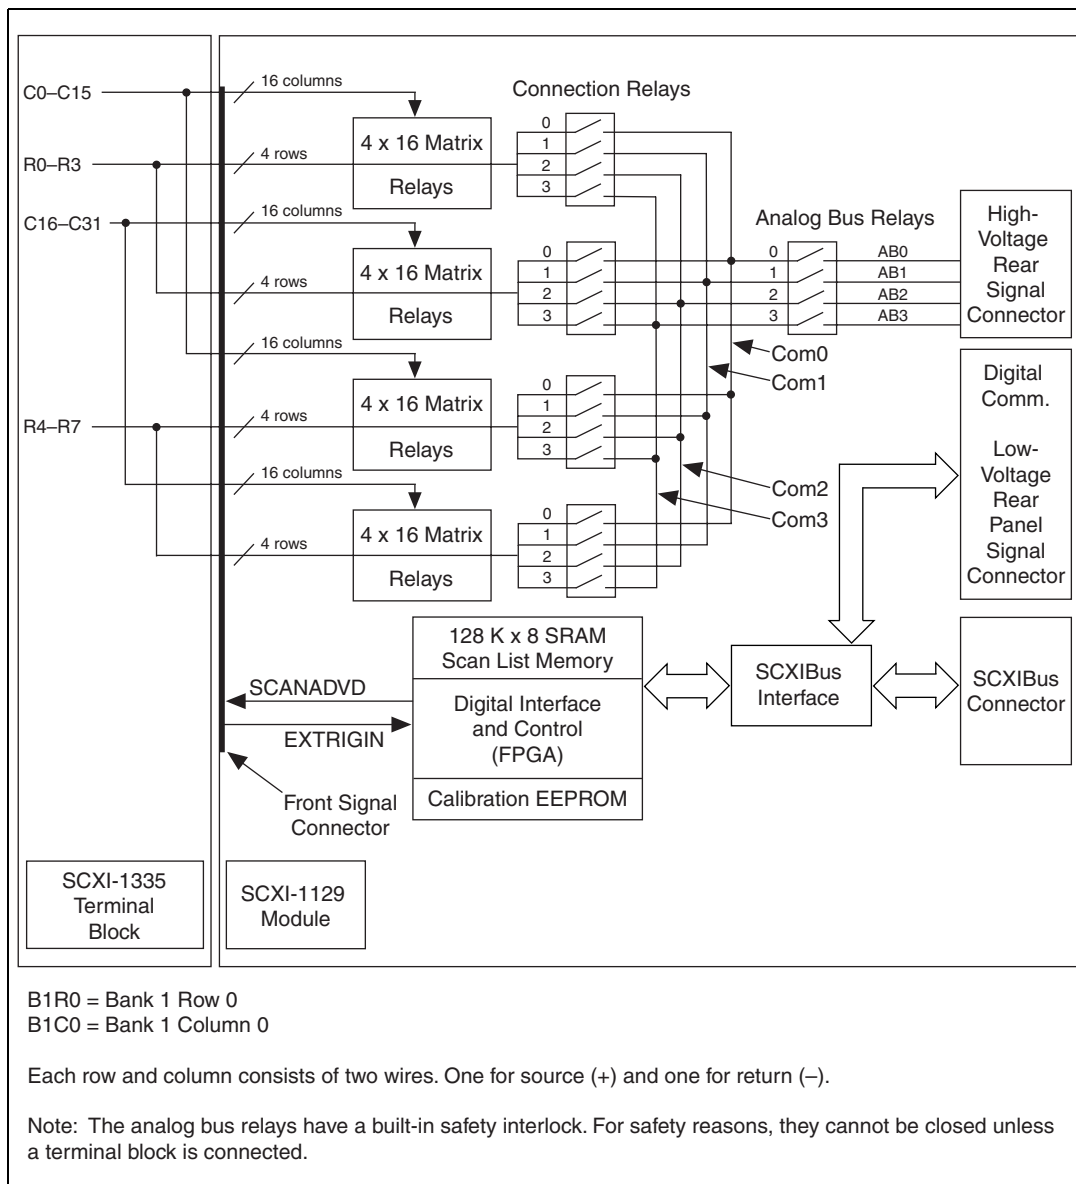 C0–C15
R0–R3
C16–C31
R4–R7
16 columns
4 rows
16 columns
4 rows
16 columns
4 rows
16 columns
4 rows
4 x 16 Matrix
Relays
4 x 16 Matrix
Relays
4 x 16 Matrix
Relays
4 x 16 Matrix
Relays
Connection Relays
0
1
2
3
0
1
2
3
0
1
2
3
0
1
2
3
Analog Bus Relays
0
1
2
3
AB0
AB1
AB2
AB3
Com0
Com1
Com2
Com3
High-
Voltage
Rear
Signal
Connector
Digital
Comm.
Low-
Voltage
Rear
Panel
Signal
Connector
128 K x 8 SRAM
Scan List Memory
Digital Interface
and Control
(FPGA)
Calibration EEPROM
SCANADVD
EXTRIGIN
SCXIBus
Interface
SCXIBus
Connector
Front Signal
Connector
SCXI-1335
Terminal
Block
SCXI-1129
Module
B1R0 = Bank 1 Row 0
B1C0 = Bank 1 Column 0
Each row and column consists of two wires. One for source (+) and one for return (–).
Note: The analog bus relays have a built-in safety interlock. For safety reasons, they cannot be closed unless
a terminal block is connected.